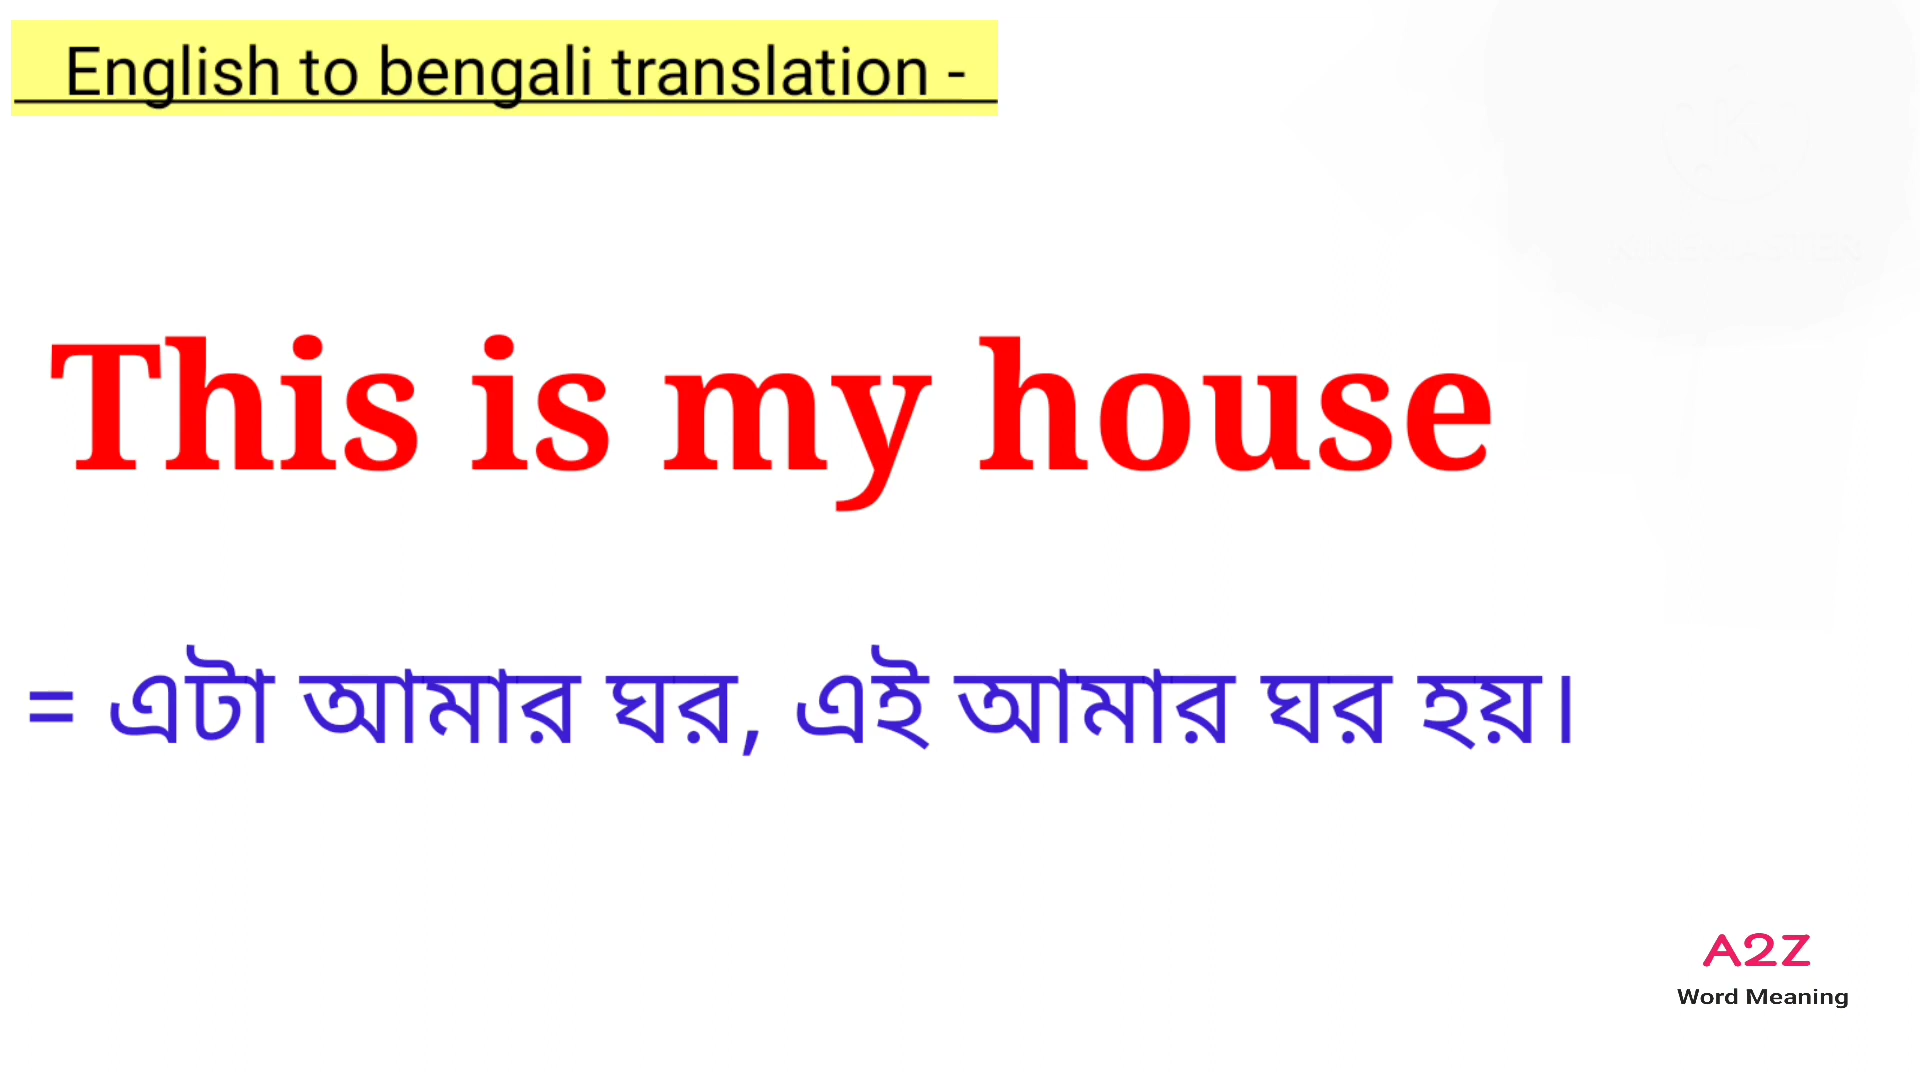 English to bengali translation -
This is my house
= এটা আমার ঘর, এই আমার ঘর হয়।
A2Z
Word Meaning